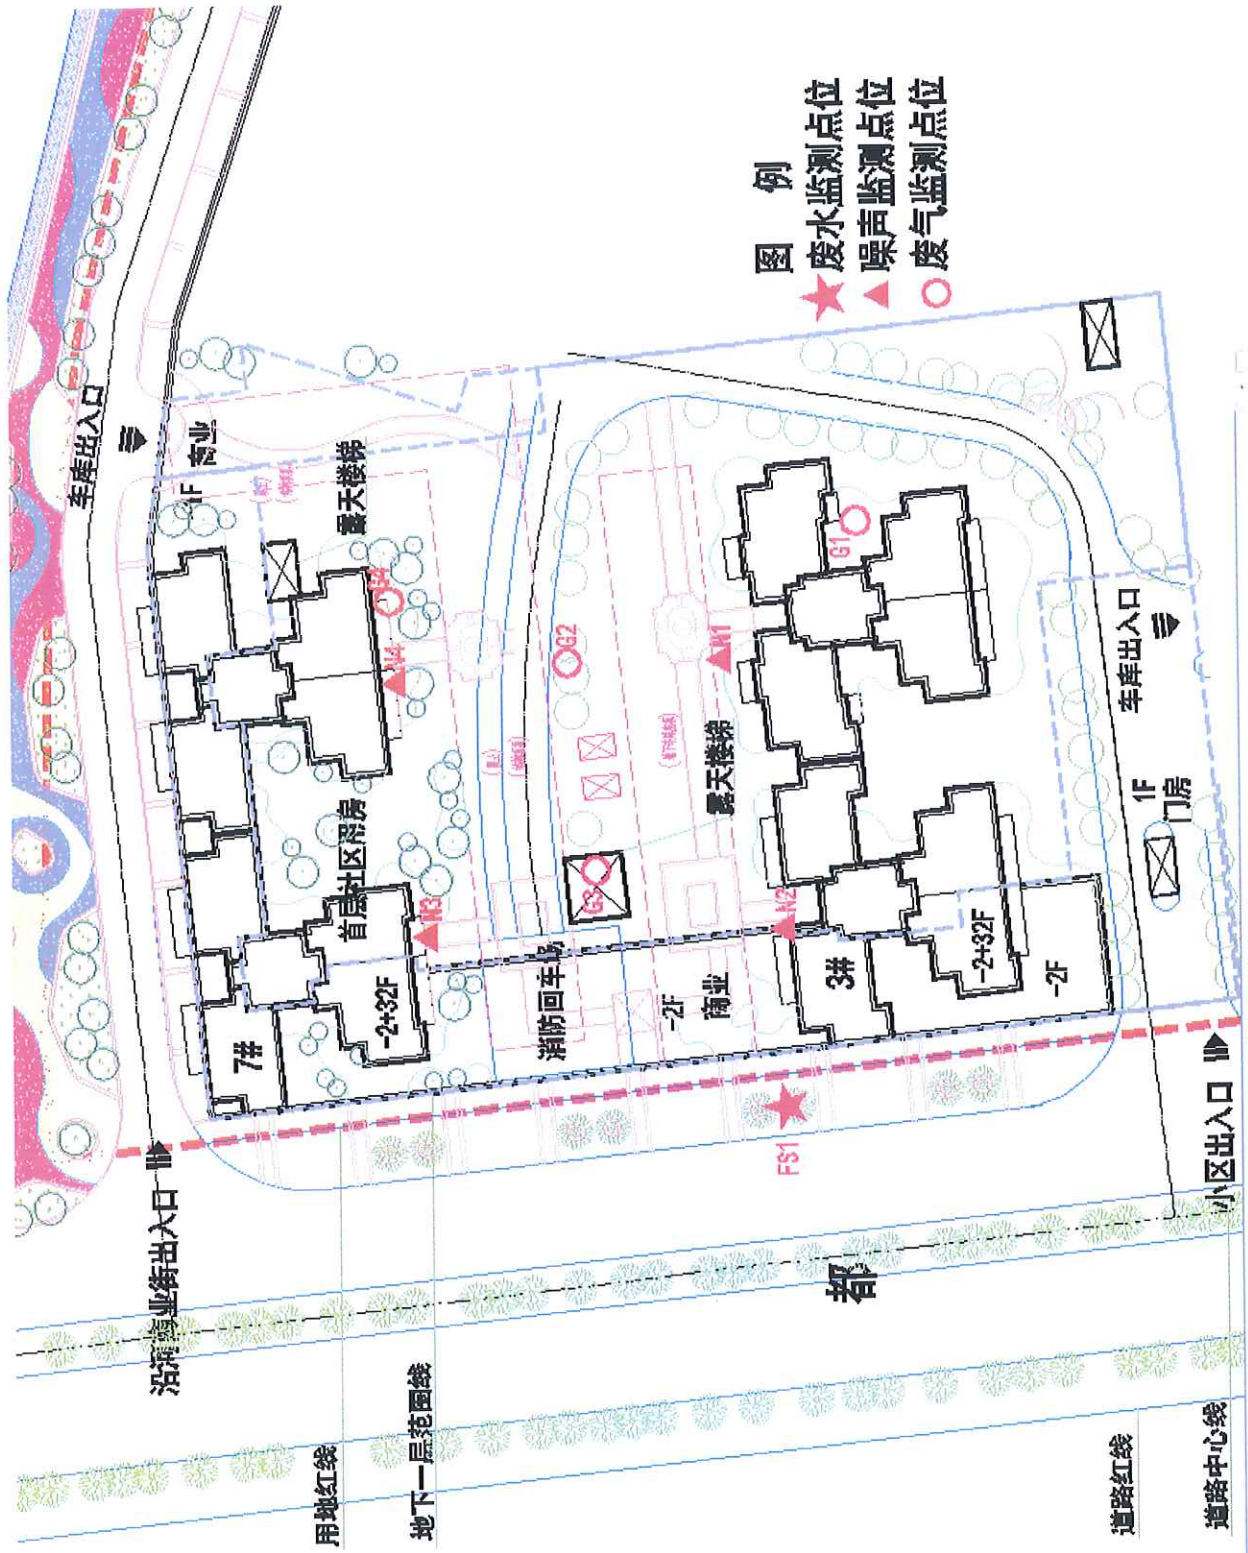 图 例
废水监测点位
噪声监测点位
废气监测点位
车库出入口
1F 商业
露天楼梯
G4
N4
首层社区用房
N3
-2+32F
7#
沿河商业街出入口
G2
G3
消防回车场
-2F
商业
N1
G1
露天楼梯
N2
3#
-2+32F
-2F
FS1
车库出入口
1F
门房
小区出入口
都
用地红线
地下一层范围线
道路红线
道路中心线